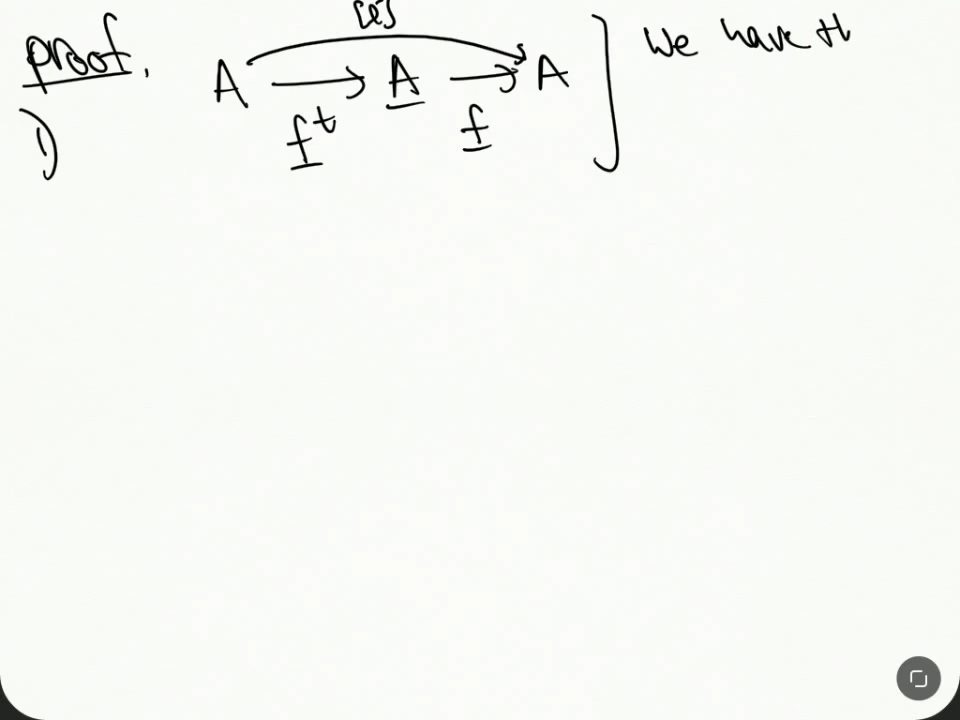 proof.
A → A → A ] We have th
1) f^t f